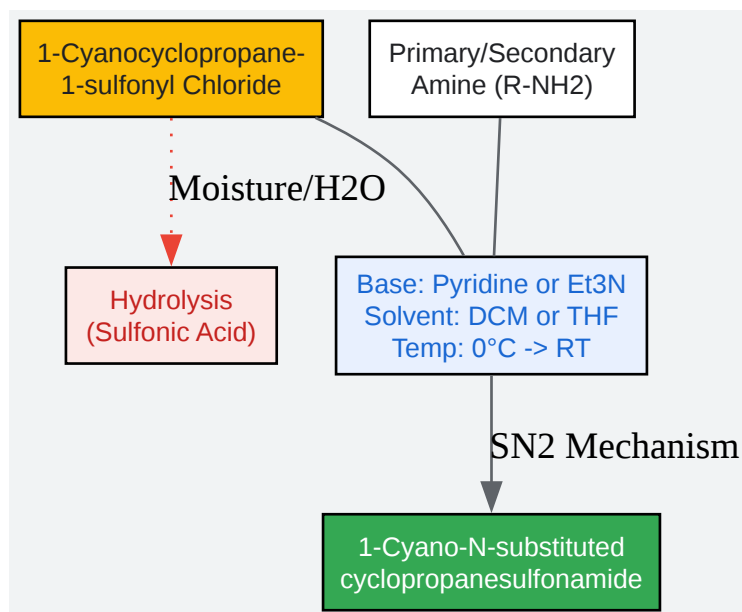 1-Cyanocyclopropane-
1-sulfonyl Chloride
Primary/Secondary
Amine (R-NH2)
Moisture/H2O
Hydrolysis
(Sulfonic Acid)
Base: Pyridine or Et3N
Solvent: DCM or THF
Temp: 0°C -> RT
SN2 Mechanism
1-Cyano-N-substituted
cyclopropanesulfonamide